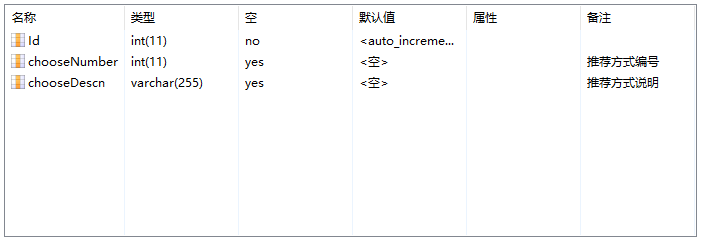 名称 类型 空 默认值 属性 备注
Id int(11) no <auto_increme...
chooseNumber int(11) yes <空> 推荐方式编号
chooseDescn varchar(255) yes <空> 推荐方式说明